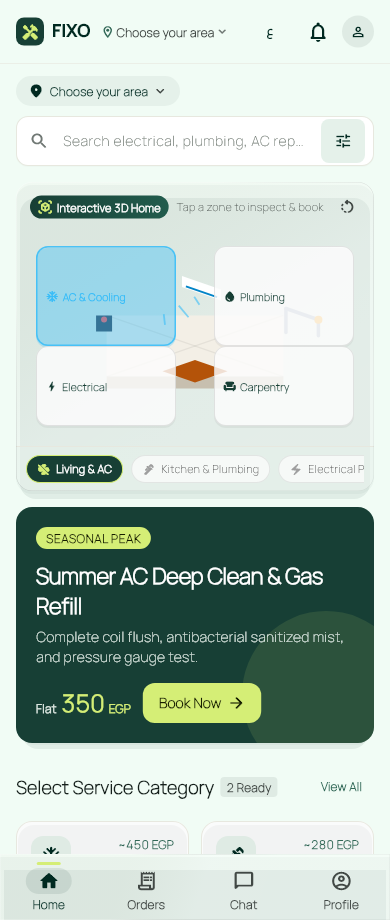 FIXO
Choose your area
ع
Choose your area
Search electrical, plumbing, AC rep...
Interactive 3D Home
Tap a zone to inspect & book
AC & Cooling
Plumbing
Electrical
Carpentry
Living & AC
Kitchen & Plumbing
Electrical P
SEASONAL PEAK
Summer AC Deep Clean & Gas
Refill
Complete coil flush, antibacterial sanitized mist,
and pressure gauge test.
Flat 350 EGP
Book Now
Select Service Category
2 Ready
View All
~450 EGP
~280 EGP
Home
Orders
Chat
Profile